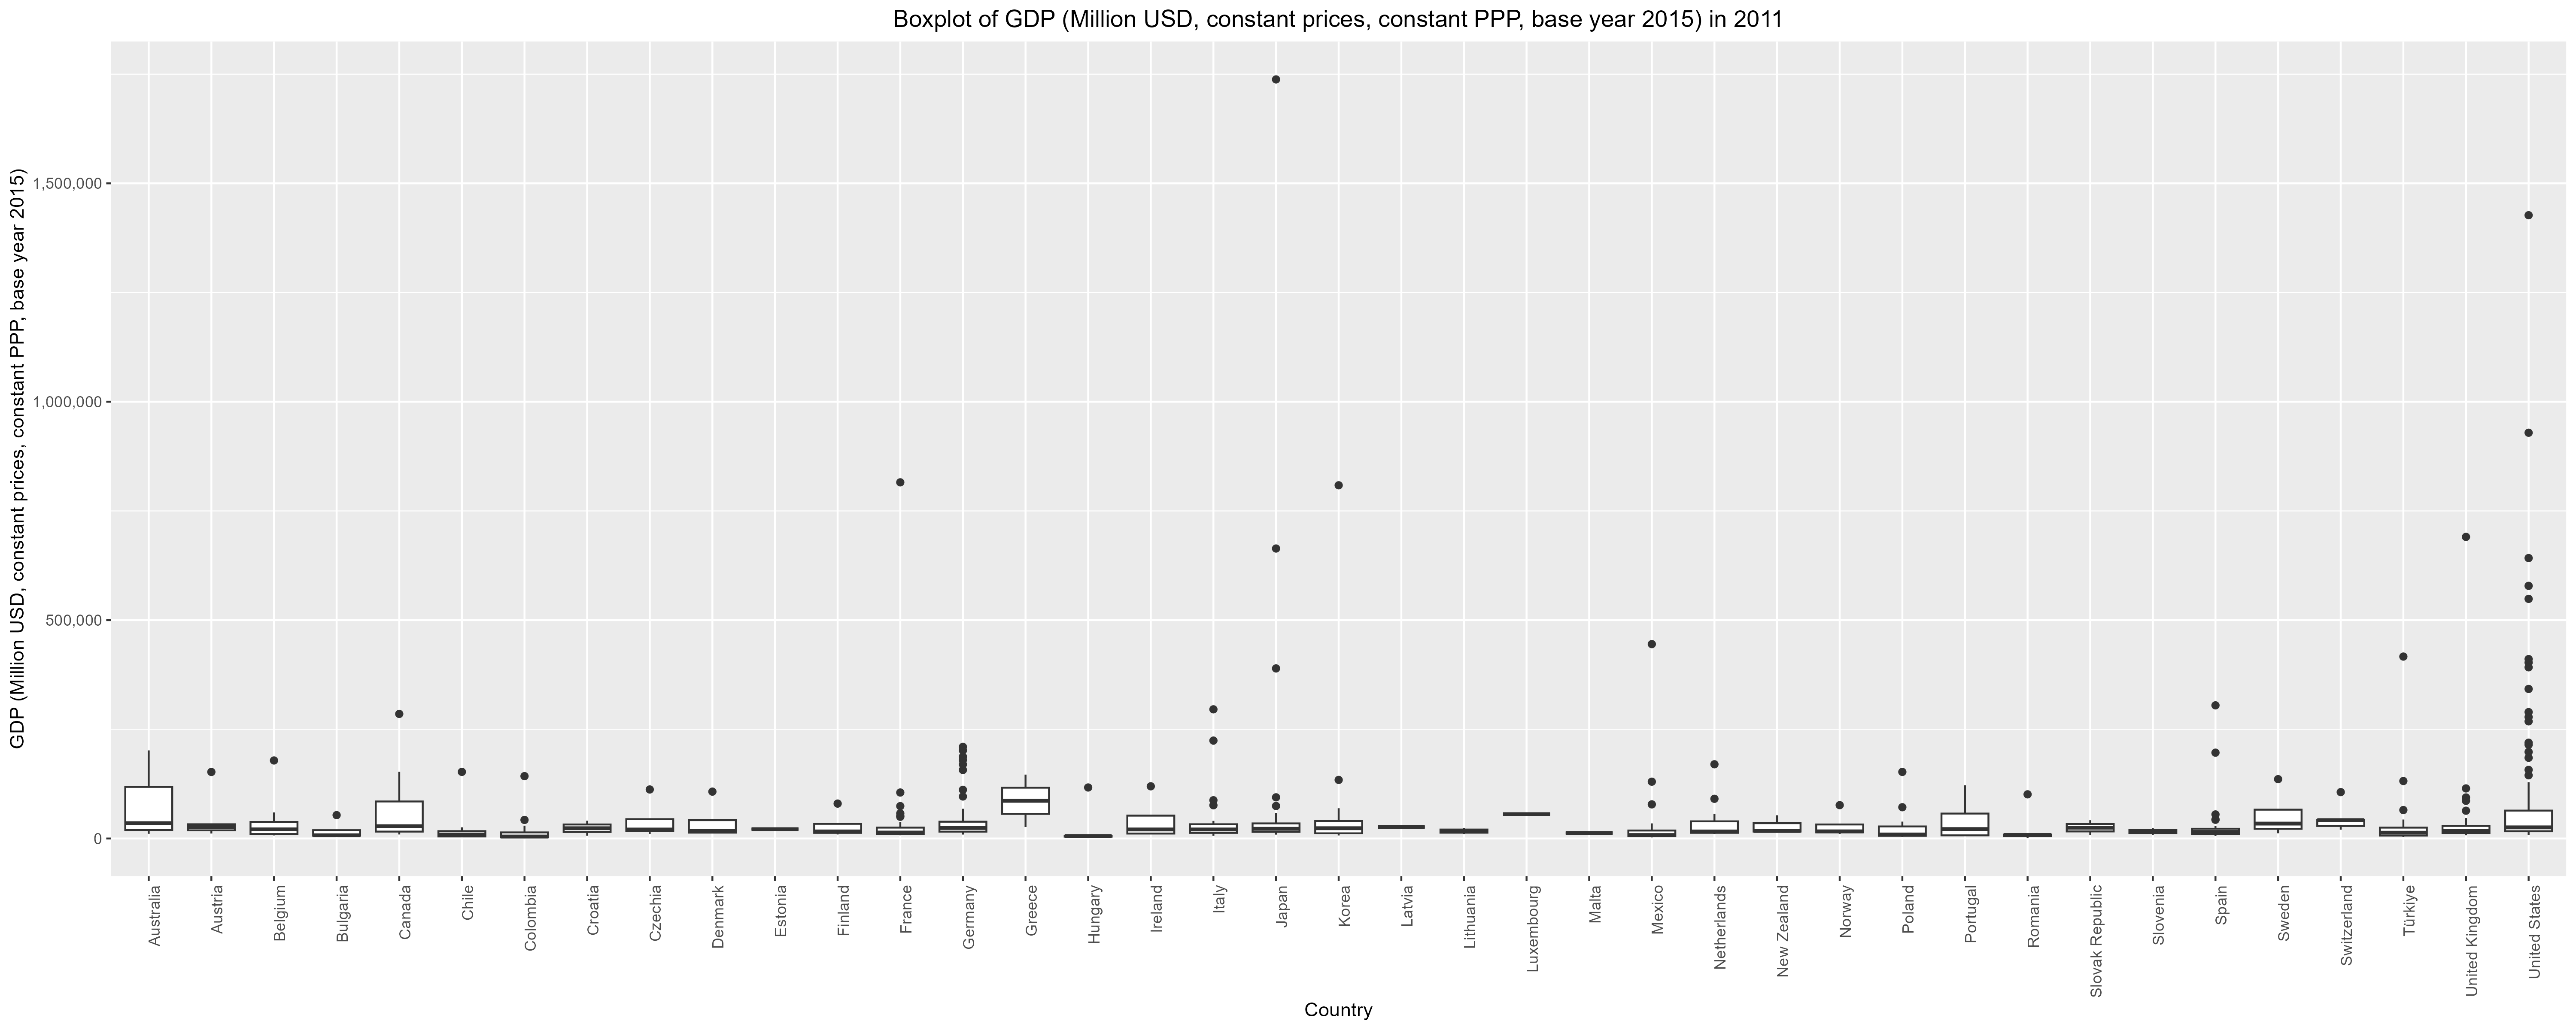 Boxplot of GDP (Million USD, constant prices, constant PPP, base year 2015) in 2011
GDP (Million USD, constant prices, constant PPP, base year 2015)
1,500,000
1,000,000
500,000
0
Australia
Austria
Belgium
Bulgaria
Canada
Chile
Colombia
Croatia
Czechia
Denmark
Estonia
Finland
France
Germany
Greece
Hungary
Ireland
Italy
Japan
Korea
Latvia
Lithuania
Luxembourg
Malta
Mexico
Netherlands
New Zealand
Norway
Poland
Portugal
Romania
Slovak Republic
Slovenia
Spain
Sweden
Switzerland
Türkiye
United Kingdom
United States
Country